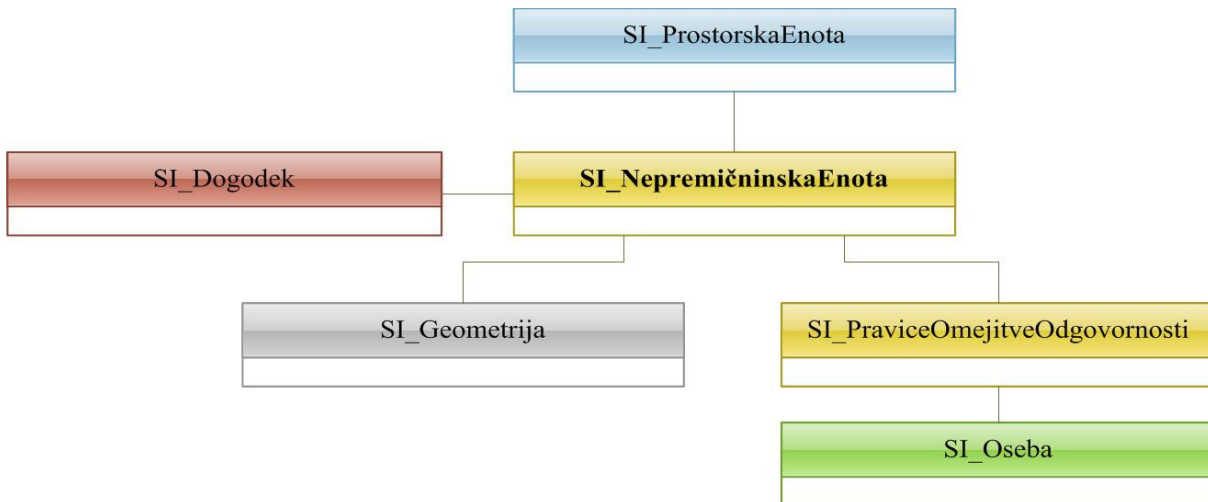 SI_ProstorskaEnota
SI_Dogodek
SI_NepremičninskaEnota
SI_Geometrija
SI_PraviceOmejitveOdgovornosti
SI_Oseba